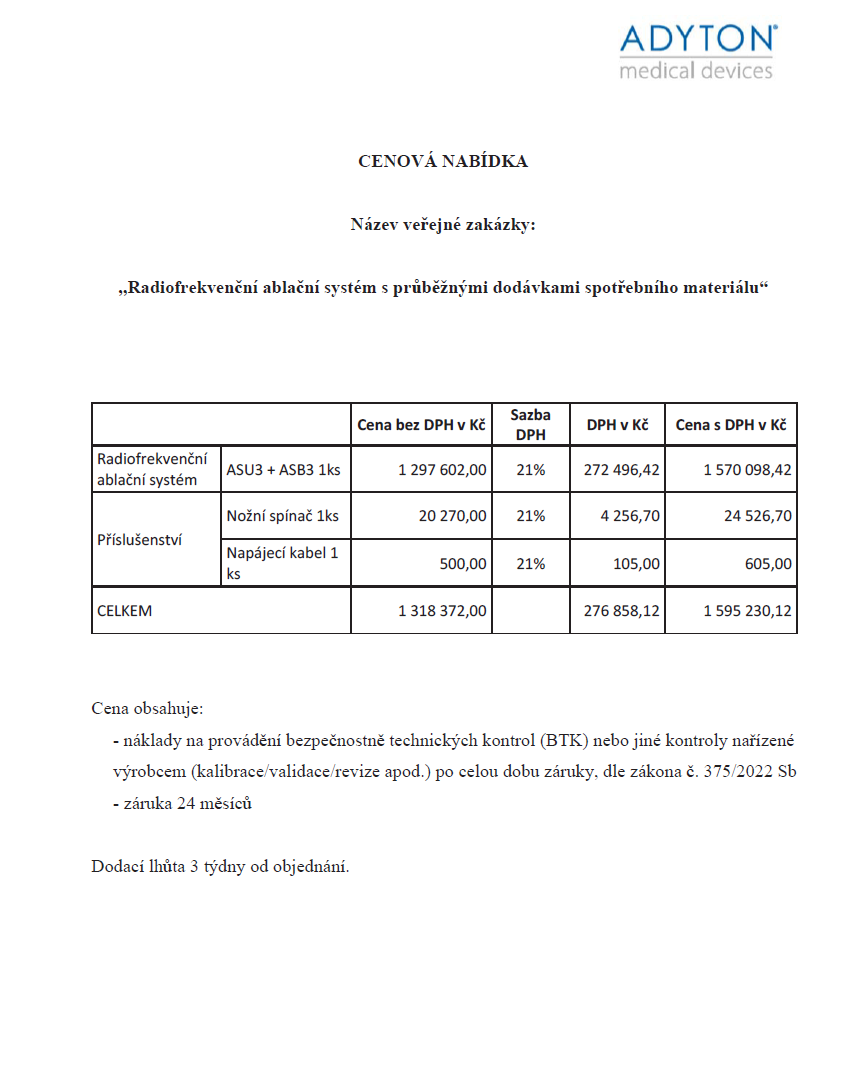 ADYTON®
medical devices
CENOVÁ NABÍDKA
Název veřejné zakázky:
„Radiofrekvenční ablační systém s průběžnými dodávkami spotřebního materiálu“
Cena bez DPH v Kč Sazba DPH DPH v Kč Cena s DPH v Kč
Radiofrekvenční ablační systém ASU3 + ASB3 1ks 1 297 602,00 21% 272 496,42 1 570 098,42
Příslušenství Nožní spínač 1ks 20 270,00 21% 4 256,70 24 526,70
Napájecí kabel 1 ks 500,00 21% 105,00 605,00
CELKEM 1 318 372,00 276 858,12 1 595 230,12
Cena obsahuje:
- náklady na provádění bezpečnostně technických kontrol (BTK) nebo jiné kontroly nařízené
výrobcem (kalibrace/validace/revize apod.) po celou dobu záruky, dle zákona č. 375/2022 Sb
- záruka 24 měsíců
Dodací lhůta 3 týdny od objednání.